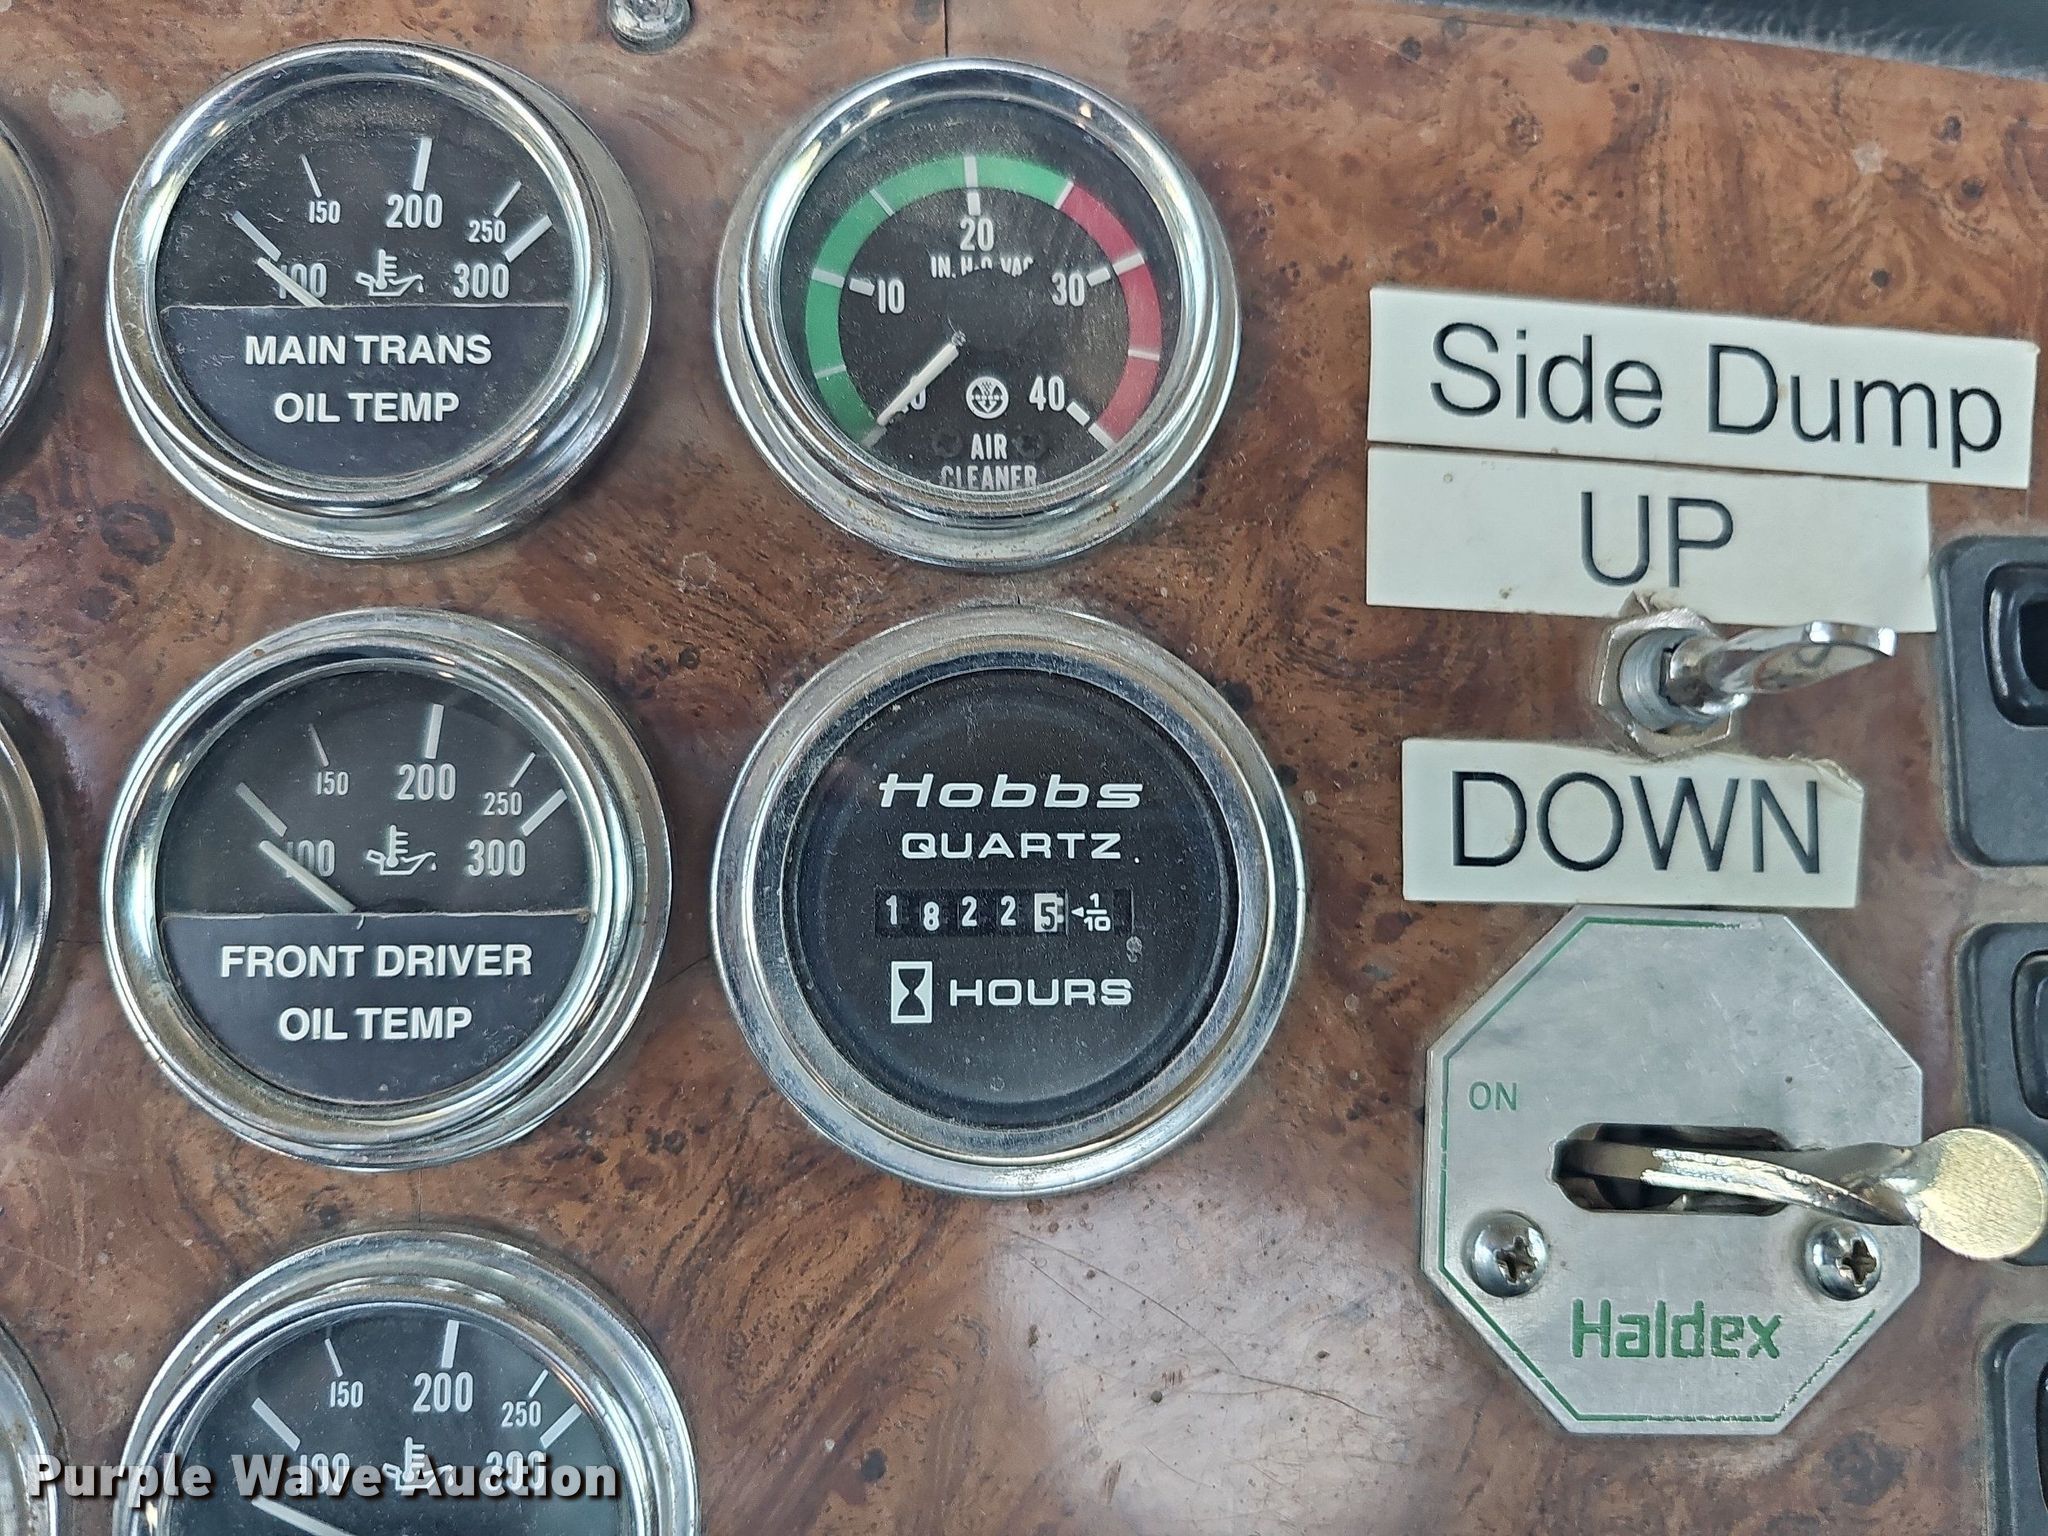 150 200 250
100 300
MAIN TRANS
OIL TEMP
20
IN. H₂O VAC
10 30
40
AIR
CLEANER
Side Dump
UP
DOWN
150 200 250
100 300
FRONT DRIVER
OIL TEMP
Hobbs
QUARTZ
1 8 2 2 5 1/10
HOURS
ON
Haldex
150 200 250
100 300
Purple Wave Auction